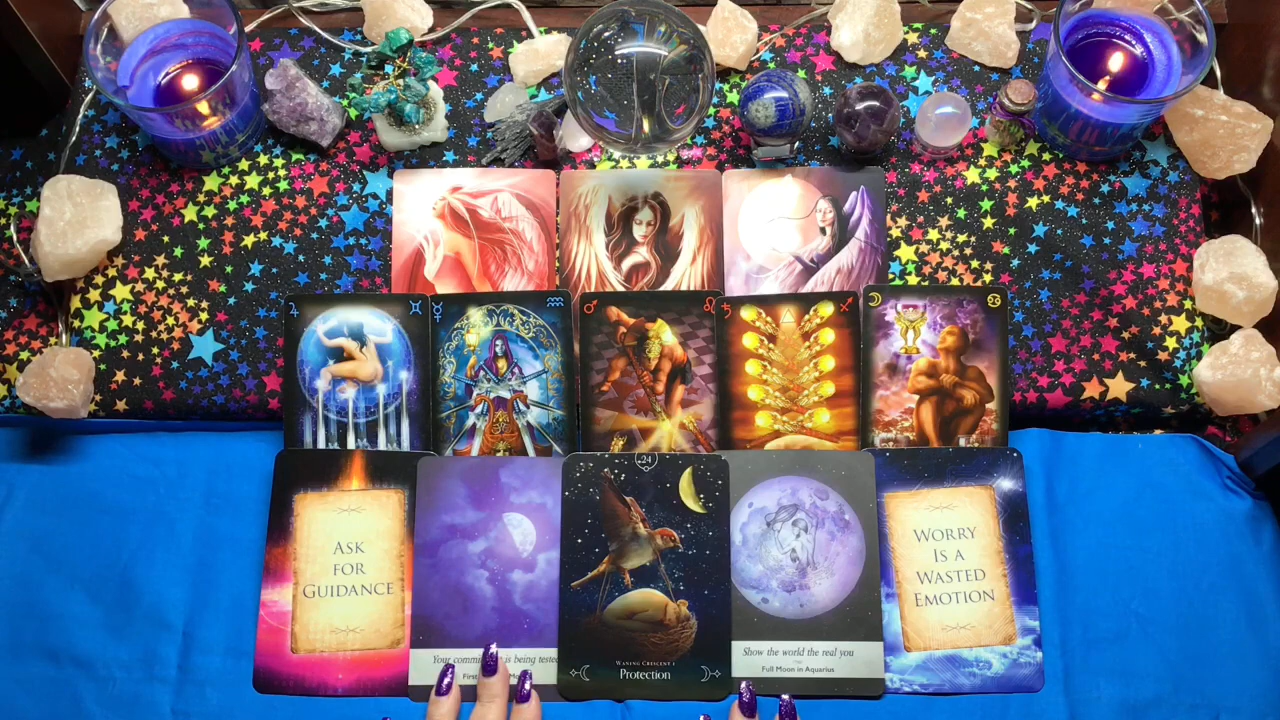 24
ASK
FOR
GUIDANCE
Your is being tested
First
WANING CRESCENT
Protection
Show the world the real you
Full Moon in Aquarius
WORRY
IS A
WASTED
EMOTION